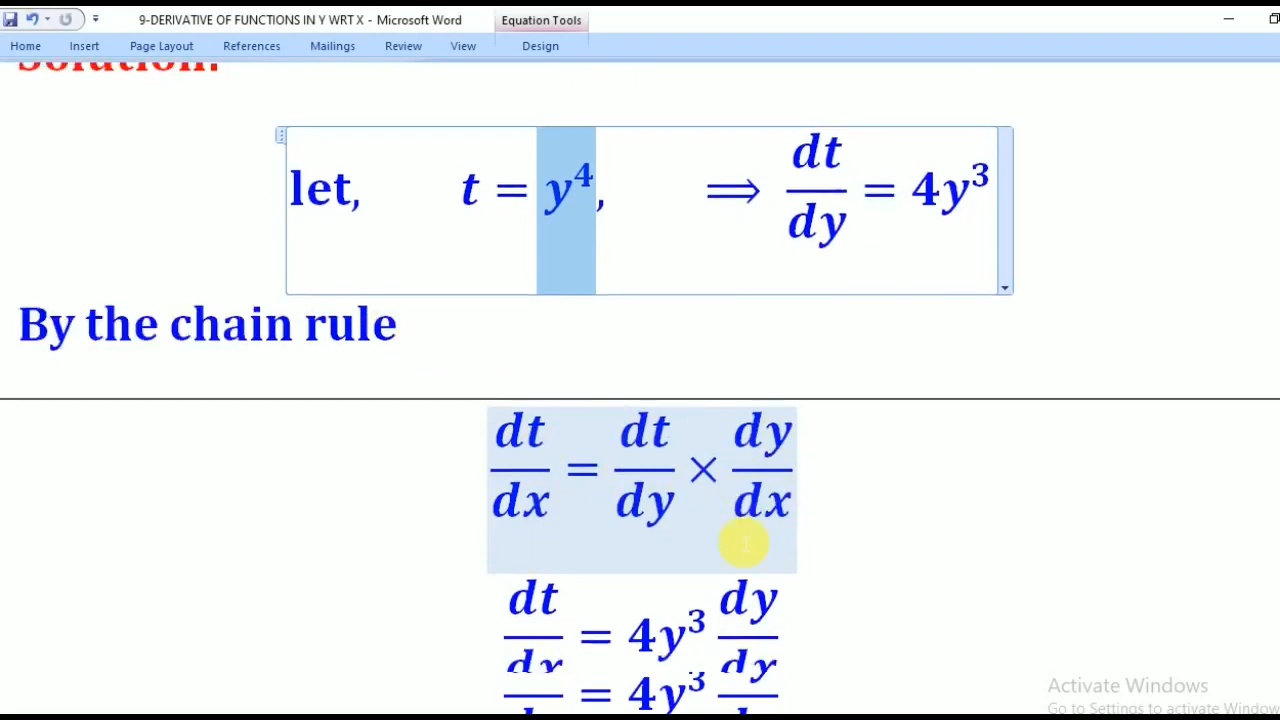 9-DERIVATIVE OF FUNCTIONS IN Y WRT X - Microsoft Word
Equation Tools
Home Insert Page Layout References Mailings Review View Design
Solution:
let, t = y⁴, ⟹ dt/dy = 4y³
By the chain rule
dt/dx = dt/dy × dy/dx
dt/dx = 4y³ dy/dx
= 4y³
Activate Windows
Go to Settings to activate Window